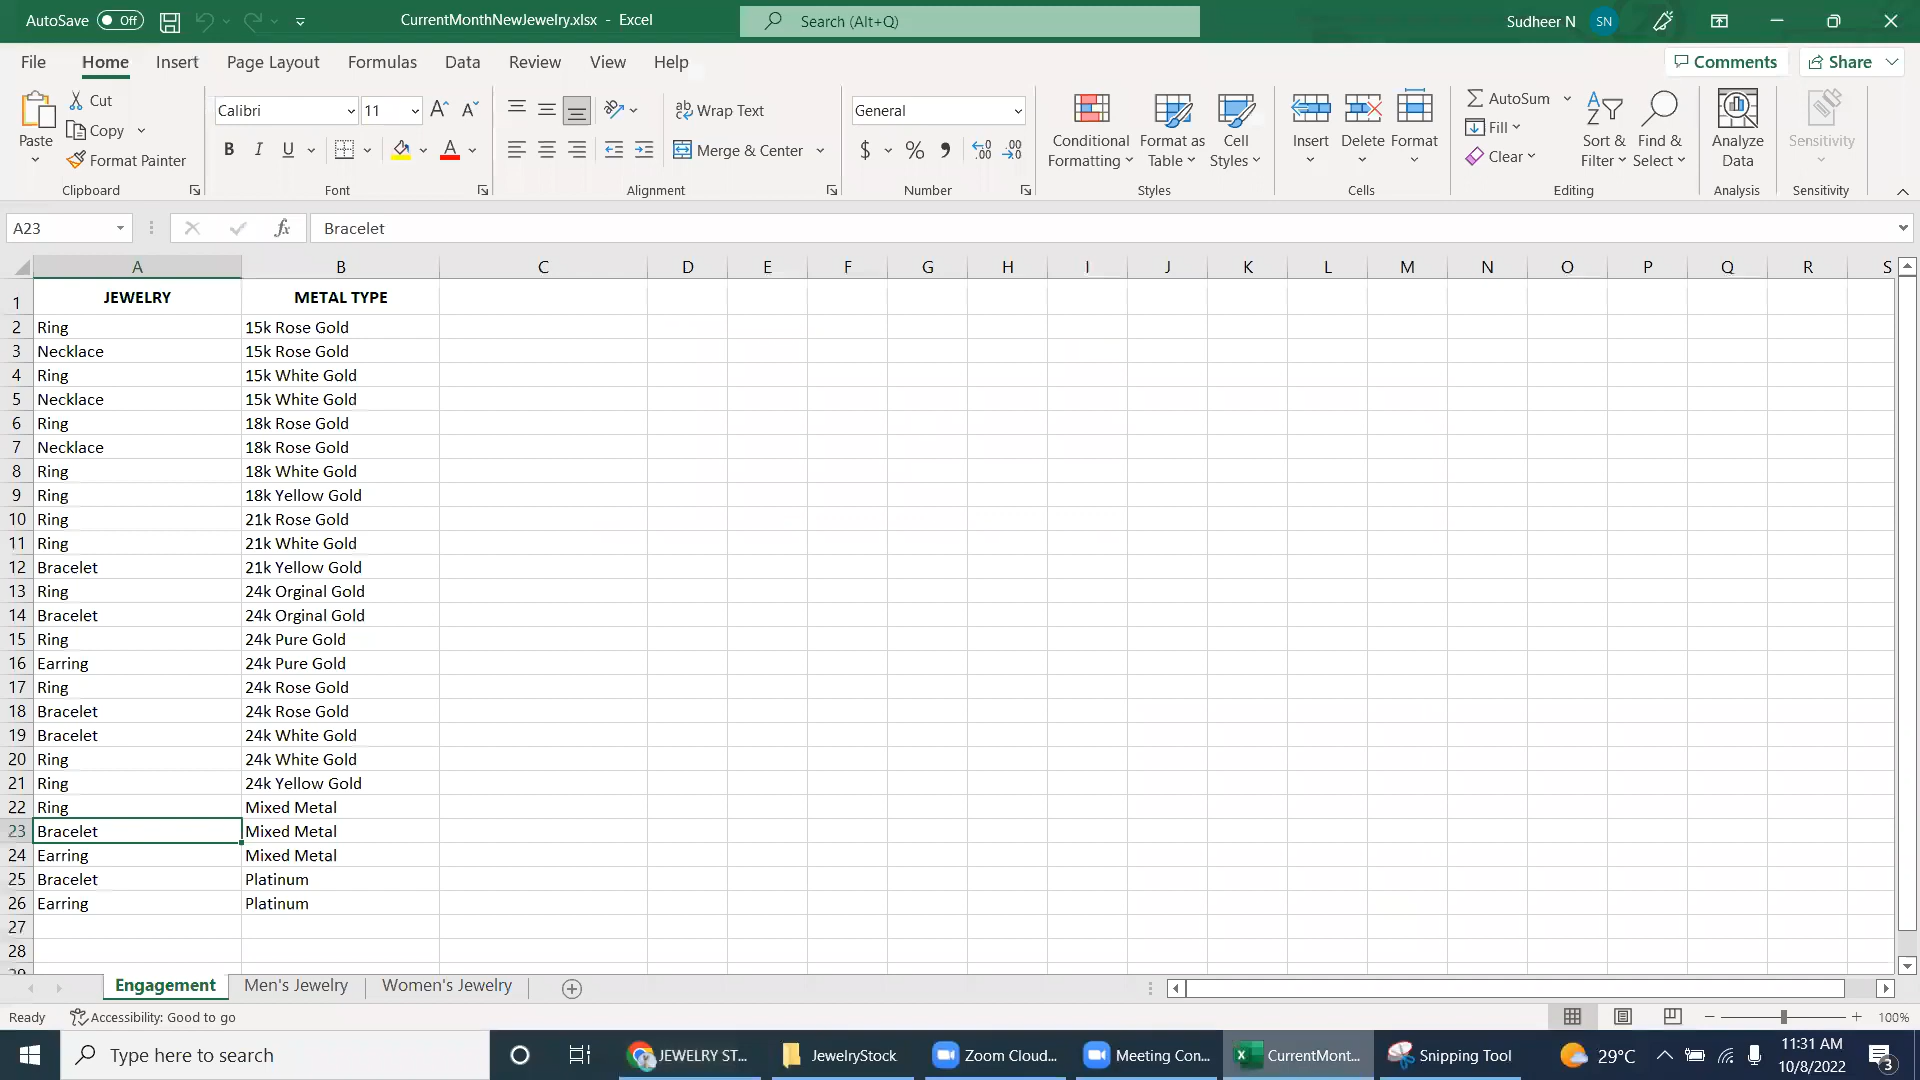 AutoSave Off CurrentMonthNewJewelry.xlsx - Excel Search (Alt+Q) Sudheer N SN
File Home Insert Page Layout Formulas Data Review View Help Comments Share
Paste Cut Copy Format Painter Clipboard
Calibri 11 B I U A Font
Wrap Text Merge & Center Alignment
General $ % Number
Conditional Formatting Format as Table Cell Styles Styles
Insert Delete Format Cells
AutoSum Fill Clear Sort & Filter Find & Select Editing
Analyze Data Analysis
Sensitivity Sensitivity
A23 fx Bracelet
A B C D E F G H I J K L M N O P Q R S
1 JEWELRY METAL TYPE
2 Ring 15k Rose Gold
3 Necklace 15k Rose Gold
4 Ring 15k White Gold
5 Necklace 15k White Gold
6 Ring 18k Rose Gold
7 Necklace 18k Rose Gold
8 Ring 18k White Gold
9 Ring 18k Yellow Gold
10 Ring 21k Rose Gold
11 Ring 21k White Gold
12 Bracelet 21k Yellow Gold
13 Ring 24k Orginal Gold
14 Bracelet 24k Orginal Gold
15 Ring 24k Pure Gold
16 Earring 24k Pure Gold
17 Ring 24k Rose Gold
18 Bracelet 24k Rose Gold
19 Bracelet 24k White Gold
20 Ring 24k White Gold
21 Ring 24k Yellow Gold
22 Ring Mixed Metal
23 Bracelet Mixed Metal
24 Earring Mixed Metal
25 Bracelet Platinum
26 Earring Platinum
27
28
29
Engagement Men's Jewelry Women's Jewelry
Ready Accessibility: Good to go 100%
Type here to search JEWELRY ST... JewelryStock Zoom Cloud... Meeting Con... CurrentMont... Snipping Tool 29°C 11:31 AM
10/8/2022 3